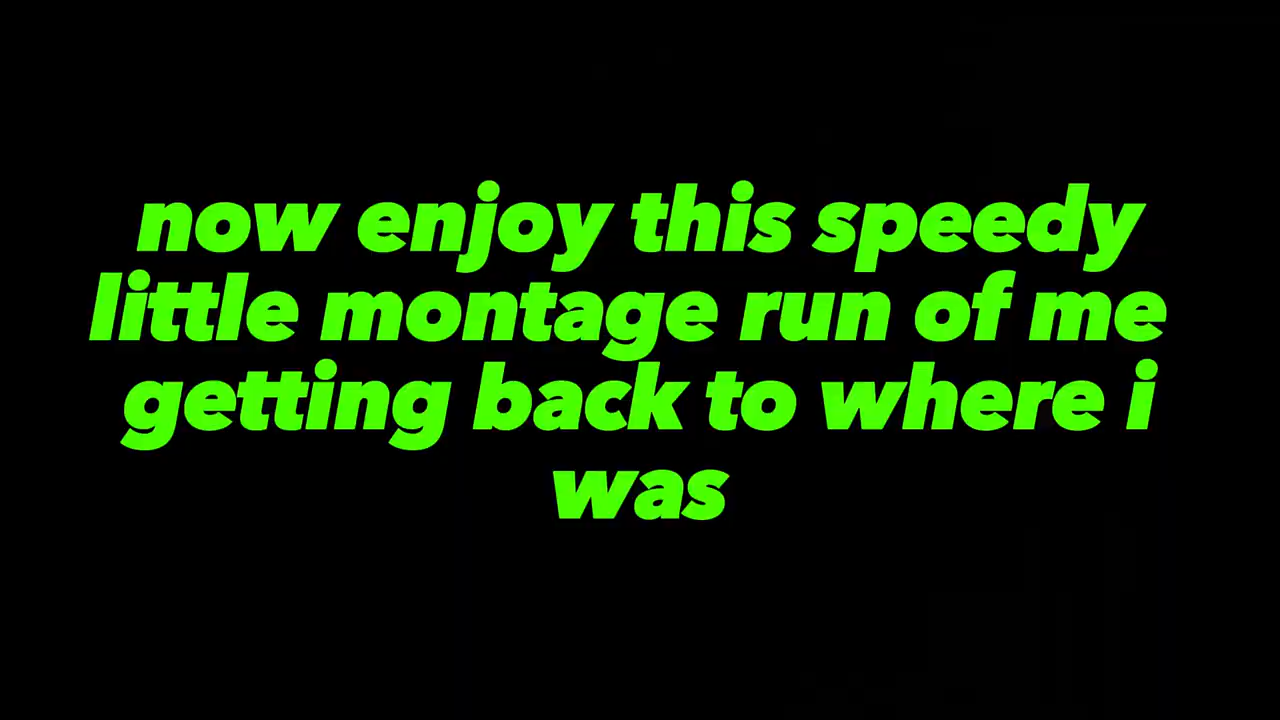 now enjoy this speedy
little montage run of me
getting back to where i
was